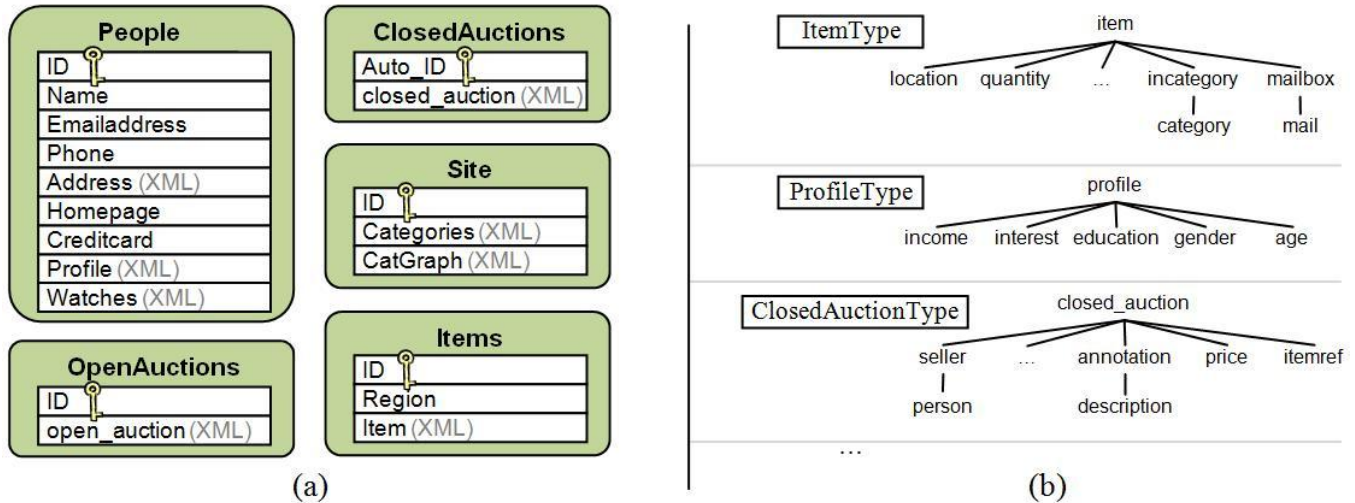 People
ID
Name
Emailaddress
Phone
Address (XML)
Homepage
Creditcard
Profile (XML)
Watches (XML)
OpenAuctions
ID
open_auction (XML)
ClosedAuctions
Auto_ID
closed_auction (XML)
Site
ID
Categories (XML)
CatGraph (XML)
Items
ID
Region
Item (XML)
(a)
ItemType
item
location quantity ... incategory mailbox
category mail
ProfileType
profile
income interest education gender age
ClosedAuctionType
closed_auction
seller ... annotation price itemref
person description
...
(b)